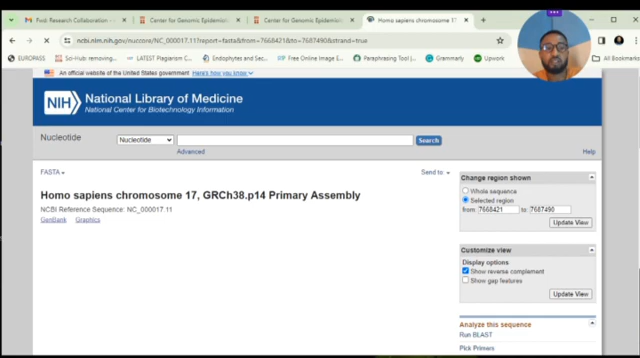 Fwd: Research Collaboration
Center for Genomic Epidemiolo
Center for Genomic Epidemiolo
Homo sapiens chromosome 17,
ncbi.nlm.nih.gov/nuccore/NC_000017.11?report=fasta&from=7668421&to=7687490&strand=true
EUROPASS
Sci-Hub removing...
LATEST Plagiarism C...
Endophytes and Sec...
Free Online Image E...
Paraphrasing Tool |
Grammarly
Upwork
All Bookmarks
An official website of the United States government
Here's how you know
NIH
National Library of Medicine
National Center for Biotechnology Information
Nucleotide
Nucleotide
Search
Advanced
Help
FASTA
Send to:
Change region shown
Whole sequence
Selected region
from: 7668421 to: 7687490
Update View
Homo sapiens chromosome 17, GRCh38.p14 Primary Assembly
NCBI Reference Sequence: NC_000017.11
GenBank Graphics
Customize view
Display options
Show reverse complement
Show gap features
Update View
Analyze this sequence
Run BLAST
Pick Primers